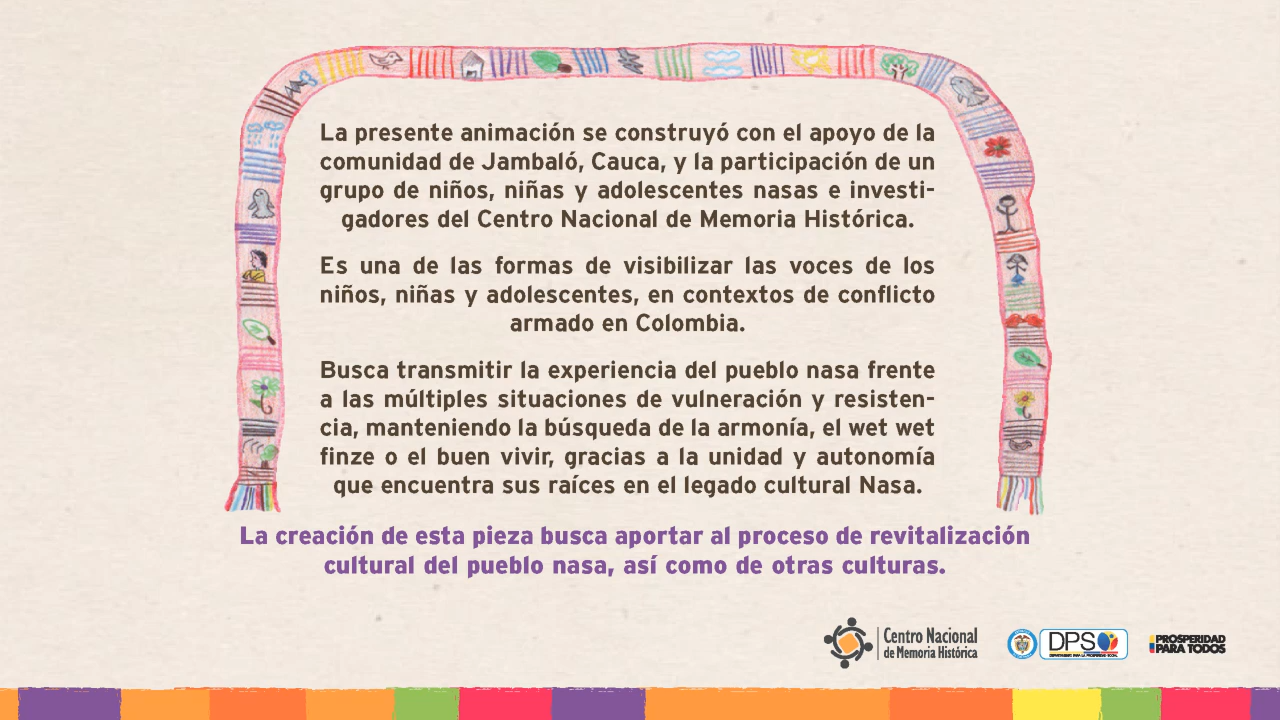 La presente animación se construyó con el apoyo de la
comunidad de Jambaló, Cauca, y la participación de un
grupo de niños, niñas y adolescentes nasas e investi-
gadores del Centro Nacional de Memoria Histórica.
Es una de las formas de visibilizar las voces de los
niños, niñas y adolescentes, en contextos de conflicto
armado en Colombia.
Busca transmitir la experiencia del pueblo nasa frente
a las múltiples situaciones de vulneración y resisten-
cia, manteniendo la búsqueda de la armonía, el wet wet
finze o el buen vivir, gracias a la unidad y autonomía
que encuentra sus raíces en el legado cultural Nasa.
La creación de esta pieza busca aportar al proceso de revitalización
cultural del pueblo nasa, así como de otras culturas.
Centro Nacional
de Memoria Histórica
DPS
DEPARTAMENTO PARA LA PROSPERIDAD SOCIAL
PROSPERIDAD
PARA TODOS